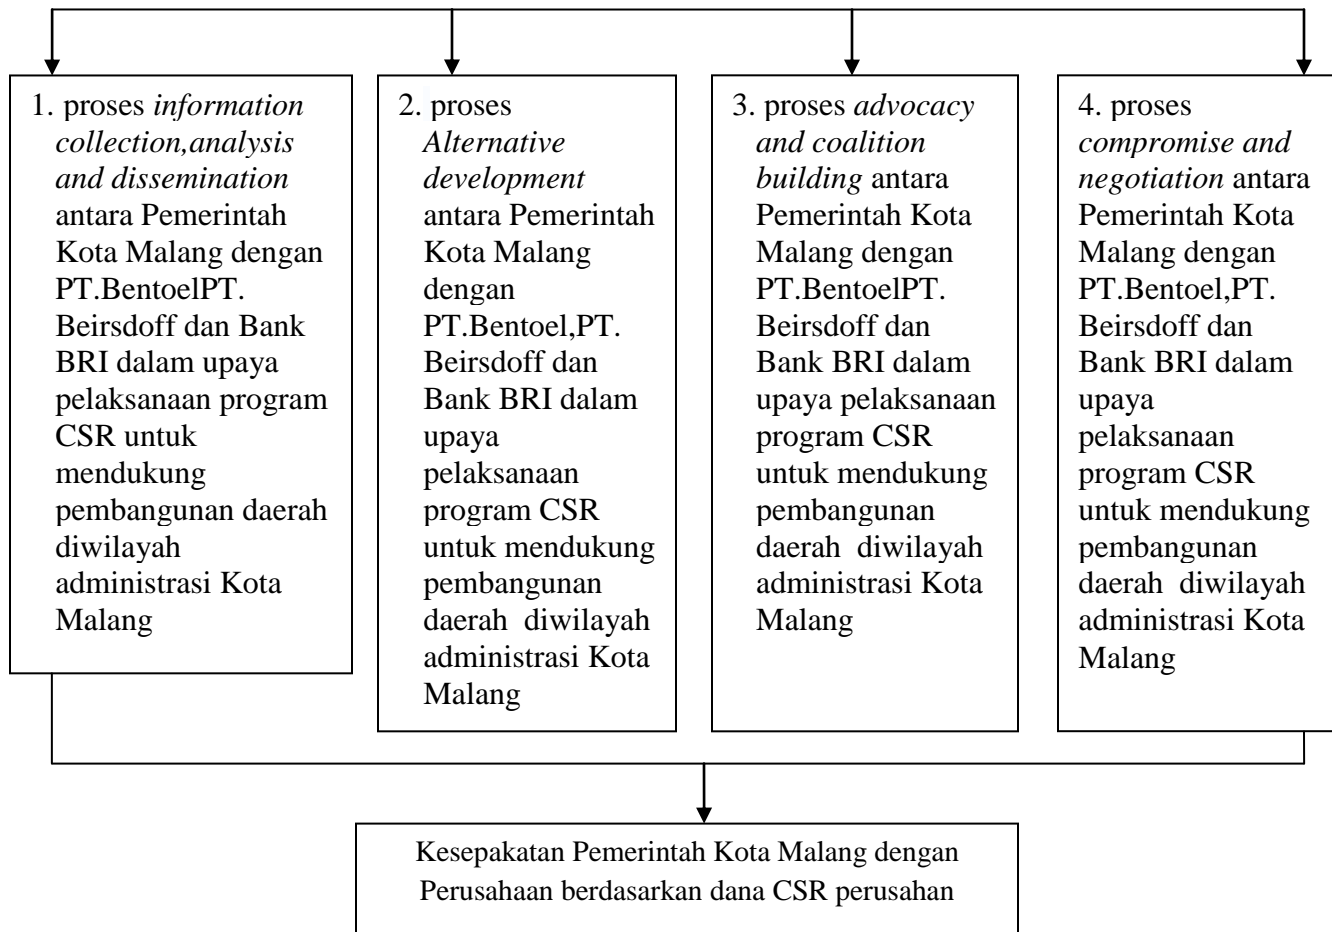 1. proses information
collection,analysis
and dissemination
antara Pemerintah
Kota Malang dengan
PT.BentoelPT.
Beirsdoff dan Bank
BRI dalam upaya
pelaksanaan program
CSR untuk
mendukung
pembangunan daerah
diwilayah
administrasi Kota
Malang
2. proses
Alternative
development
antara Pemerintah
Kota Malang
dengan
PT.Bentoel,PT.
Beirsdoff dan
Bank BRI dalam
upaya
pelaksanaan
program CSR
untuk mendukung
pembangunan
daerah diwilayah
administrasi Kota
Malang
3. proses advocacy
and coalition
building antara
Pemerintah Kota
Malang dengan
PT.BentoelPT.
Beirsdoff dan
Bank BRI dalam
upaya pelaksanaan
program CSR
untuk mendukung
pembangunan
daerah diwilayah
administrasi Kota
Malang
4. proses
compromise and
negotiation antara
Pemerintah Kota
Malang dengan
PT.Bentoel,PT.
Beirsdoff dan
Bank BRI dalam
upaya
pelaksanaan
program CSR
untuk mendukung
pembangunan
daerah diwilayah
administrasi Kota
Malang
Kesepakatan Pemerintah Kota Malang dengan
Perusahaan berdasarkan dana CSR perusahan